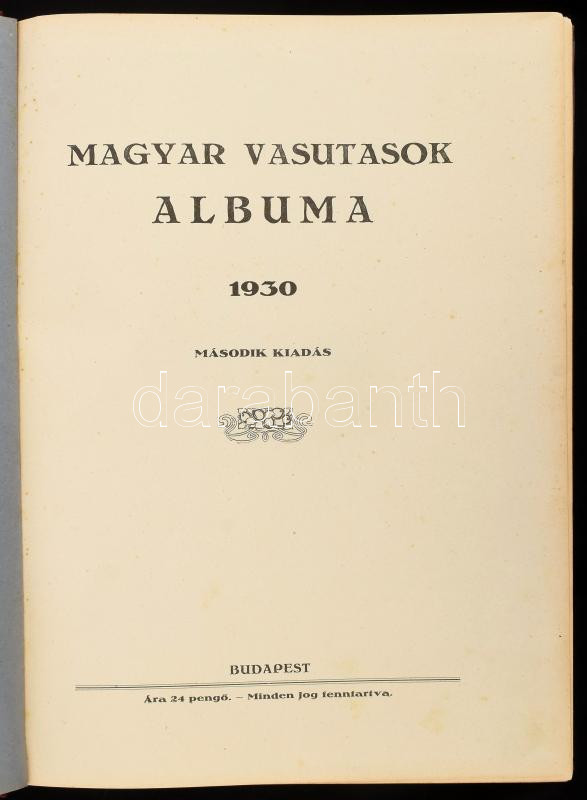 MAGYAR VASUTASOK
ALBUMA
1930
MÁSODIK KIADÁS
darabanth
BUDAPEST
Ára 24 pengő. – Minden jog fenntartva.